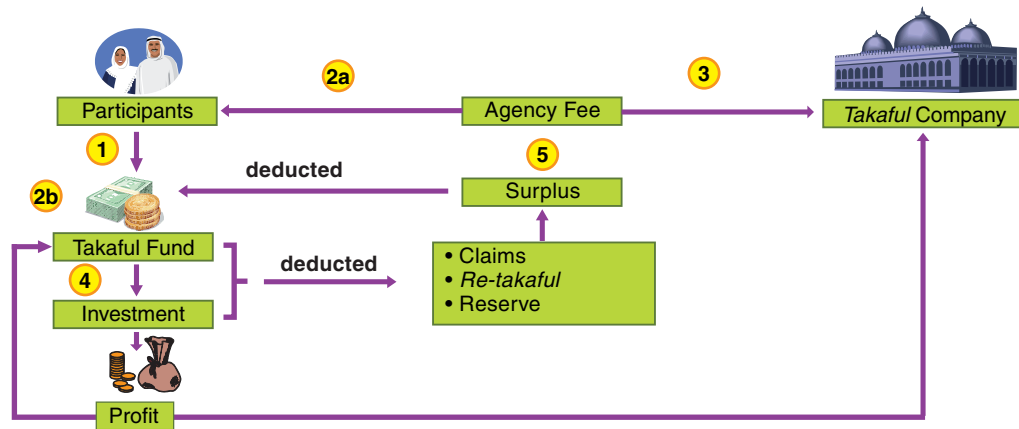 2a
3
Participants
Agency Fee
Takaful Company
1
5
deducted
Surplus
2b
Takaful Fund
deducted
• Claims
• Re-takaful
• Reserve
4
Investment
Profit